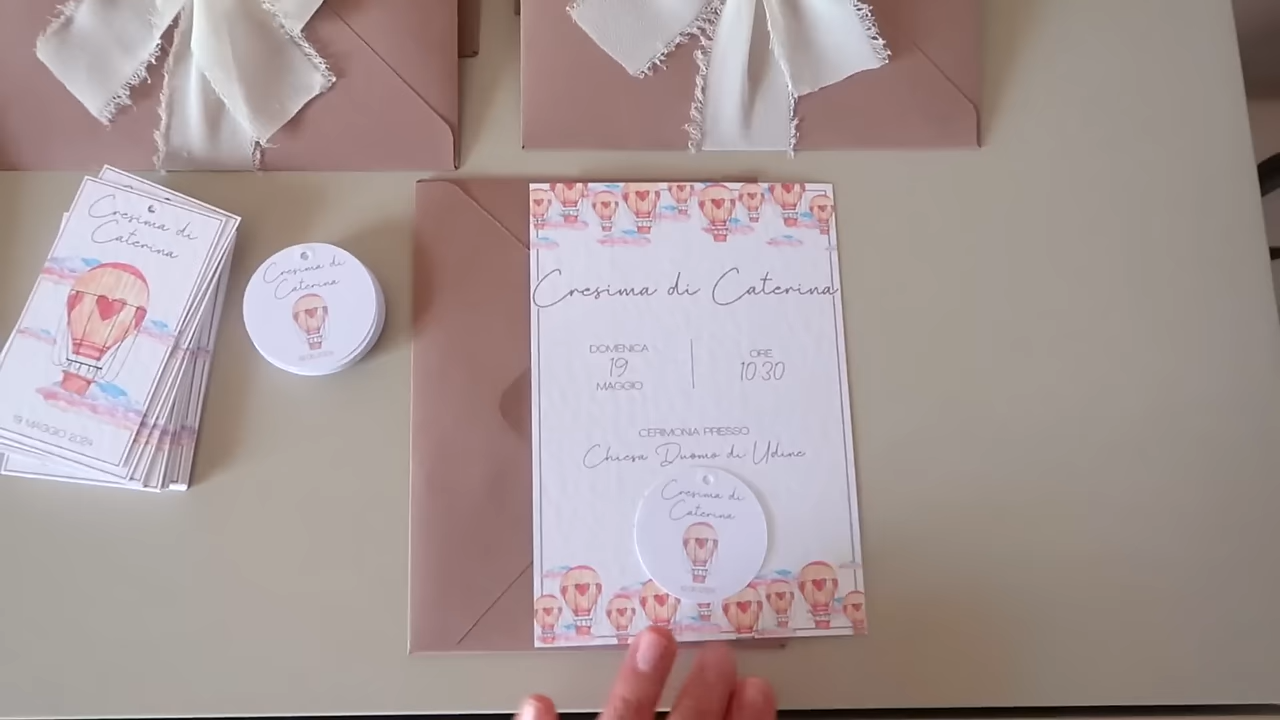 Cresima di
Caterina
19 MAGGIO 2024
Cresima di
Caterina
Cresima di Caterina
DOMENICA
19
MAGGIO
ORE
10:30
CERIMONIA PRESSO
Chiesa Duomo di Udine
Cresima di
Caterina